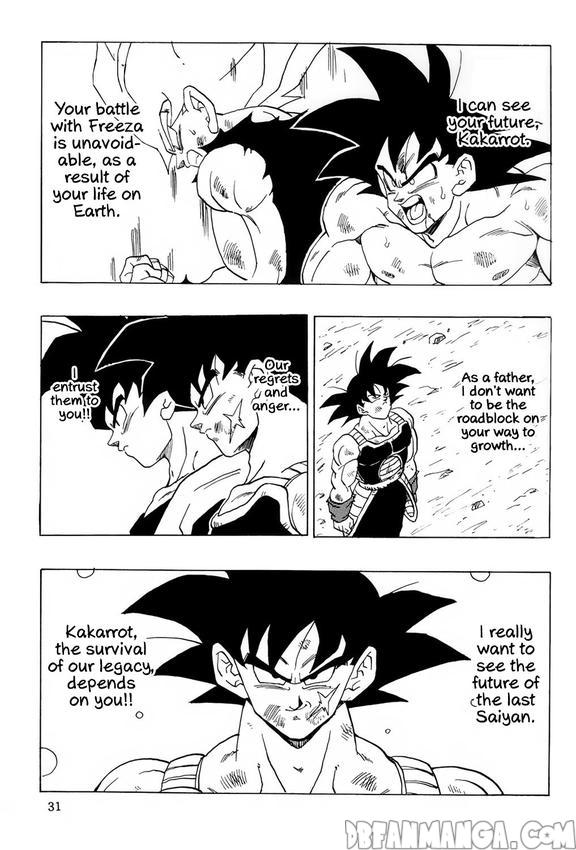 I can see
your future,
Kakarrot.
Your battle
with Freeza
is unavoid-
able, as a
result of
your life on
Earth.
As a father,
I don't want
to be the
roadblock on
your way to
growth...
Our
regrets
and
anger...
I
entrust
them to
you!!
I really
want to
see the
future of
the last
Saiyan.
Kakarrot,
the survival
of our legacy,
depends
on you!!
31
DBFANMANGA.COM